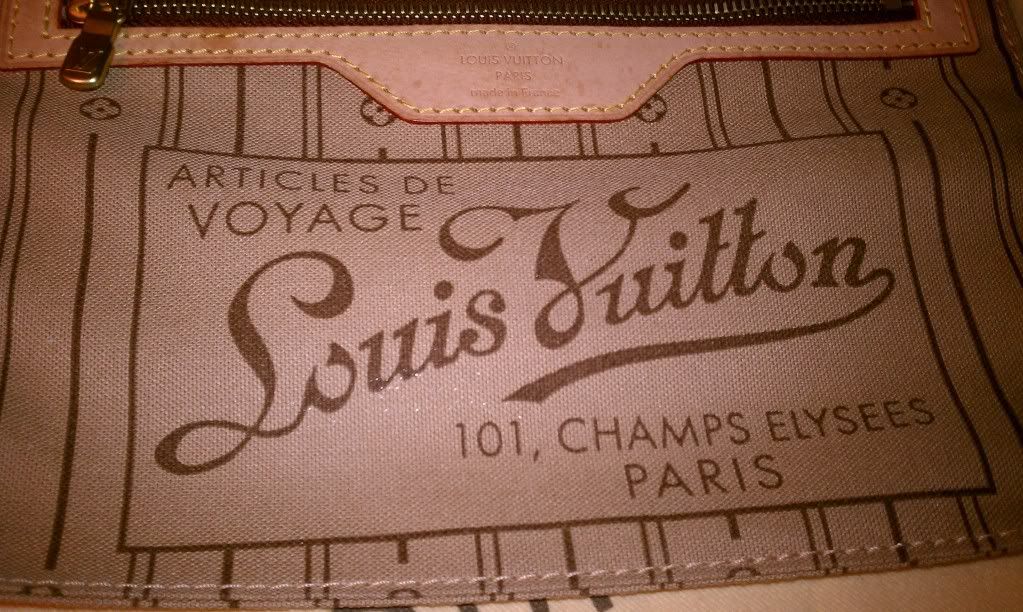 LOUIS VUITTON
PARIS
made in France
ARTICLES DE
VOYAGE
Louis Vuitton
101, CHAMPS ELYSEES
PARIS